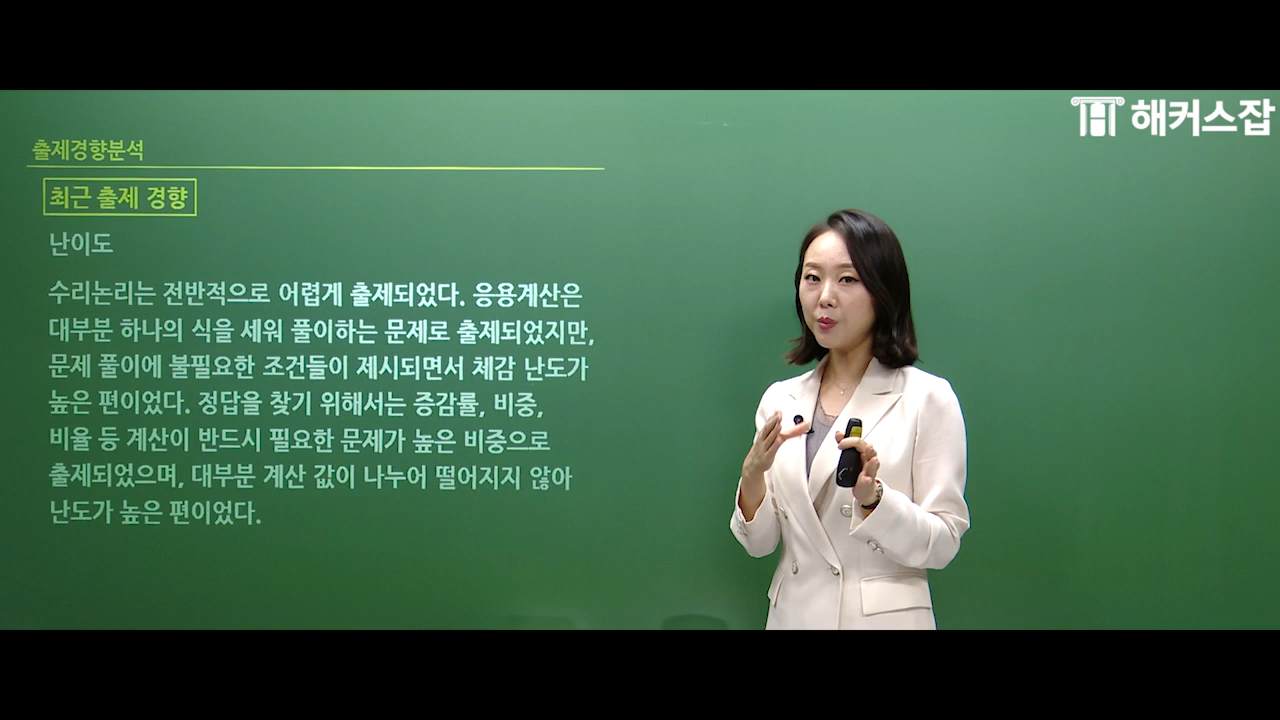 해커스잡
출제경향분석
최근 출제 경향
난이도
수리논리는 전반적으로 어렵게 출제되었다. 응용계산은
대부분 하나의 식을 세워 풀이하는 문제로 출제되었지만,
문제 풀이에 불필요한 조건들이 제시되면서 체감 난도가
높은 편이었다. 정답을 찾기 위해서는 증감률, 비중,
비율 등 계산이 반드시 필요한 문제가 높은 비중으로
출제되었으며, 대부분 계산 값이 나누어 떨어지지 않아
난도가 높은 편이었다.